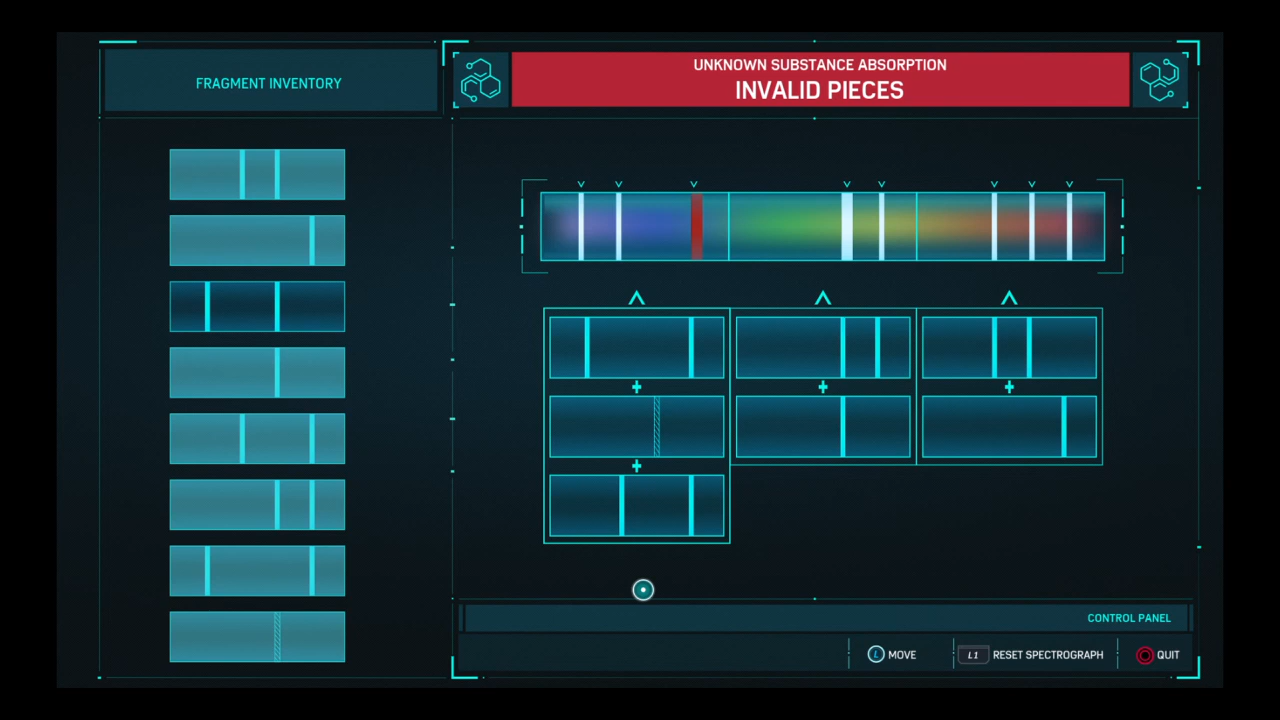 FRAGMENT INVENTORY
UNKNOWN SUBSTANCE ABSORPTION
INVALID PIECES
CONTROL PANEL
L MOVE
L1 RESET SPECTROGRAPH
QUIT